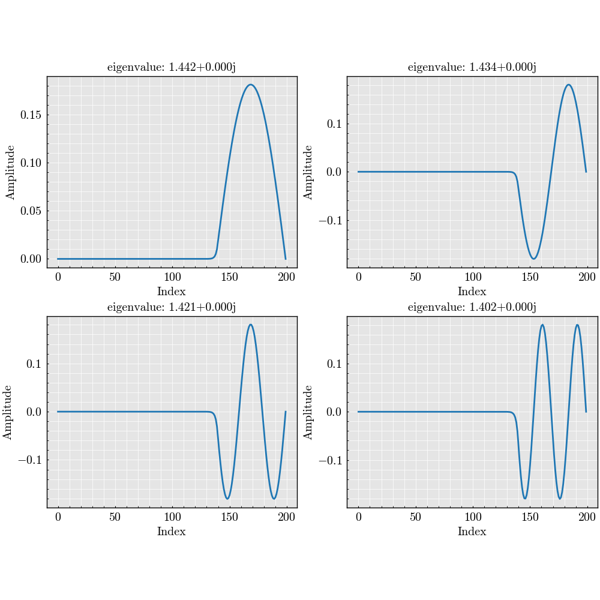 eigenvalue: 1.442+0.000j
Amplitude
0.15
0.10
0.05
0.00
0 50 100 150 200
Index
eigenvalue: 1.434+0.000j
Amplitude
0.1
0.0
−0.1
0 50 100 150 200
Index
eigenvalue: 1.421+0.000j
Amplitude
0.1
0.0
−0.1
0 50 100 150 200
Index
eigenvalue: 1.402+0.000j
Amplitude
0.1
0.0
−0.1
0 50 100 150 200
Index